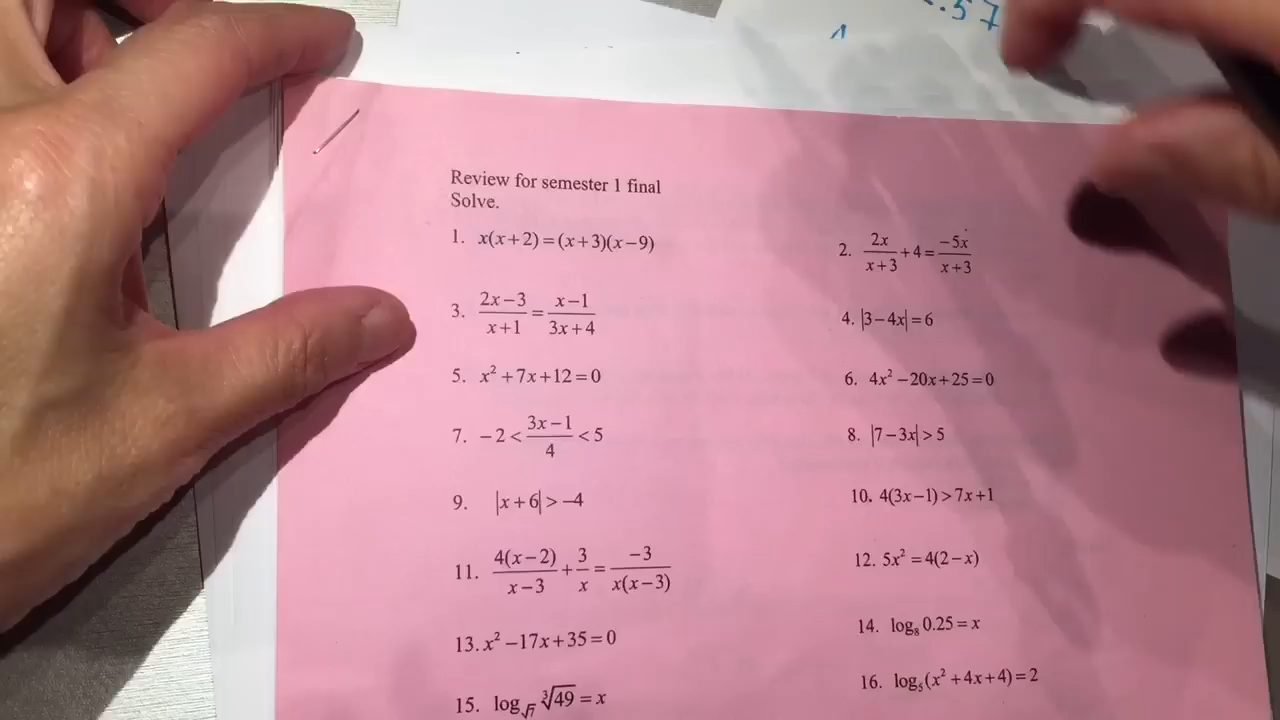 .57
Review for semester 1 final
Solve.
1. x(x+2)=(x+3)(x−9)
2. 2x/(x+3) + 4 = −5x/(x+3)
3. (2x−3)/(x+1) = (x−1)/(3x+4)
4. |3−4x|=6
5. x² +7x+12=0
6. 4x² −20x+25=0
7. −2 < (3x−1)/4 < 5
8. |7−3x|>5
9. |x+6|>−4
10. 4(3x−1)>7x+1
11. 4(x−2)/(x−3) + 3/x = −3/(x(x−3))
12. 5x² =4(2−x)
13. x² −17x+35=0
14. log₈ 0.25 = x
15. log_√7 ∛49 = x
16. log₅(x² +4x+4)=2